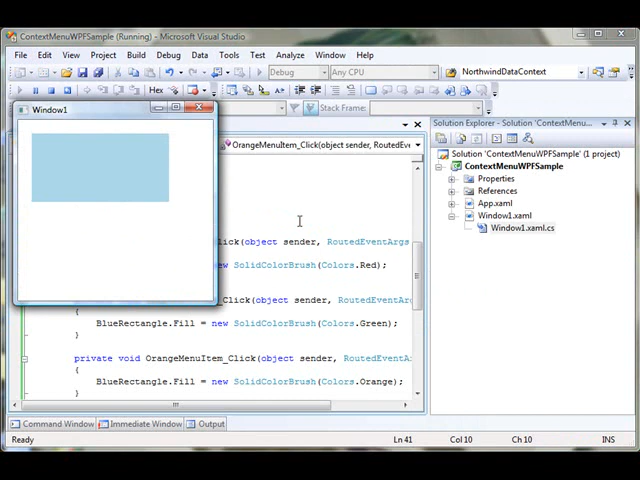 ContextMenuWPFSample (Running) - Microsoft Visual Studio
File Edit View Project Build Debug Data Tools Test Analyze Window Help
Debug Any CPU NorthwindDataContext
Hex
Stack Frame:
Window1
Solution Explorer - ContextMen
OrangeMenuItem_Click(object sender, RoutedEve
Solution 'ContextMenuWPFSample' (1 project)
ContextMenuWPFSample
Properties
References
App.xaml
Window1.xaml
Window1.xaml.cs
lick(object sender, RoutedEventArgs
w SolidColorBrush(Colors.Red);
_Click(object sender, RoutedEventAr
{
BlueRectangle.Fill = new SolidColorBrush(Colors.Green);
}
private void OrangeMenuItem_Click(object sender, RoutedEventA
{
BlueRectangle.Fill = new SolidColorBrush(Colors.Orange);
}
Command Window Immediate Window Output
Ready Ln 41 Col 10 Ch 10 INS